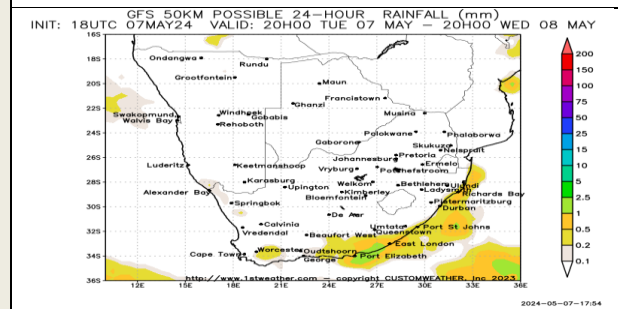 GFS 50KM POSSIBLE 24-HOUR RAINFALL (mm)
INIT: 18UTC 07MAY24 VALID: 20H00 TUE 07 MAY - 20H00 WED 08 MAY
16S
200
Ondangwa
Rundu
150
18S
Grootfontein
Maun
100
20S
Francistown
75
Ghanzi
22S
Swakopmund
Windhoek
Gobabis
Musina
50
Walvis Bay
Rehoboth
24S
Polokwane
Phalaborwa
25
Gaborone
Skukuza
Nelspruit
15
26S
Johannesburg
Pretoria
Luderitz
Keetmanshoop
Vryburg
Ermelo
10
Potchefstroom
28S
Karasburg
Welkom
Bethlehem
Ulundi
5
Alexander Bay
Upington
Kimberley
Ladysmith
Richards Bay
Springbok
Bloemfontein
Pietermaritzburg
2.5
30S
Durban
De Aar
1
Calvinia
Umtata
Port St Johns
32S
Vredendal
Beaufort West
Queenstown
0.5
East London
Worcester
Oudtshoorn
0.2
34S
Cape Town
George
Port Elizabeth
0.1
http://www.1stweather.com - copyright CUSTOMWEATHER, Inc 2023
36S
12E 15E 18E 21E 24E 27E 30E 33E 36E
2024-05-07-17:54